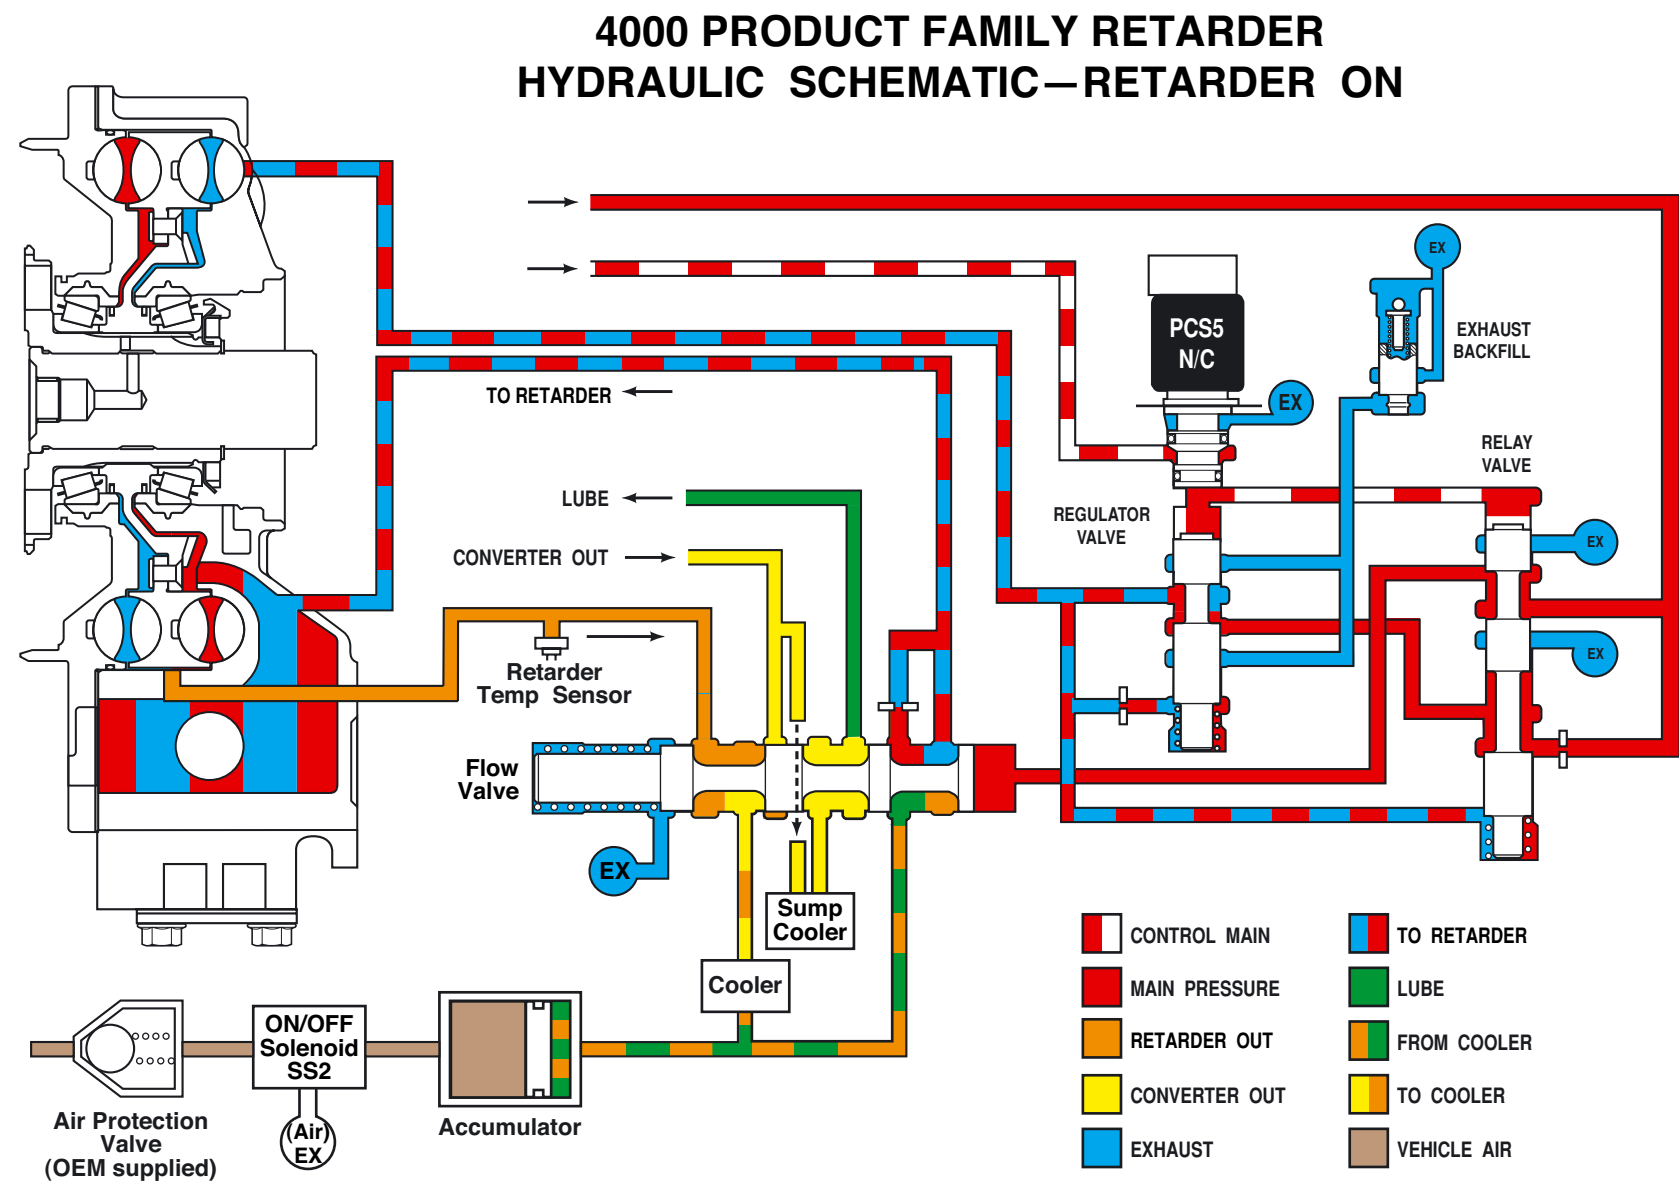 4000 PRODUCT FAMILY RETARDER
HYDRAULIC SCHEMATIC—RETARDER ON
EX
PCS5
N/C
EXHAUST
BACKFILL
EX
TO RETARDER
RELAY
VALVE
LUBE
REGULATOR
VALVE
EX
CONVERTER OUT
EX
Retarder
Temp Sensor
Flow
Valve
EX
Sump
Cooler
Cooler
ON/OFF
Solenoid
SS2
(Air)
EX
Air Protection
Valve
(OEM supplied)
Accumulator
CONTROL MAIN
MAIN PRESSURE
RETARDER OUT
CONVERTER OUT
EXHAUST
TO RETARDER
LUBE
FROM COOLER
TO COOLER
VEHICLE AIR